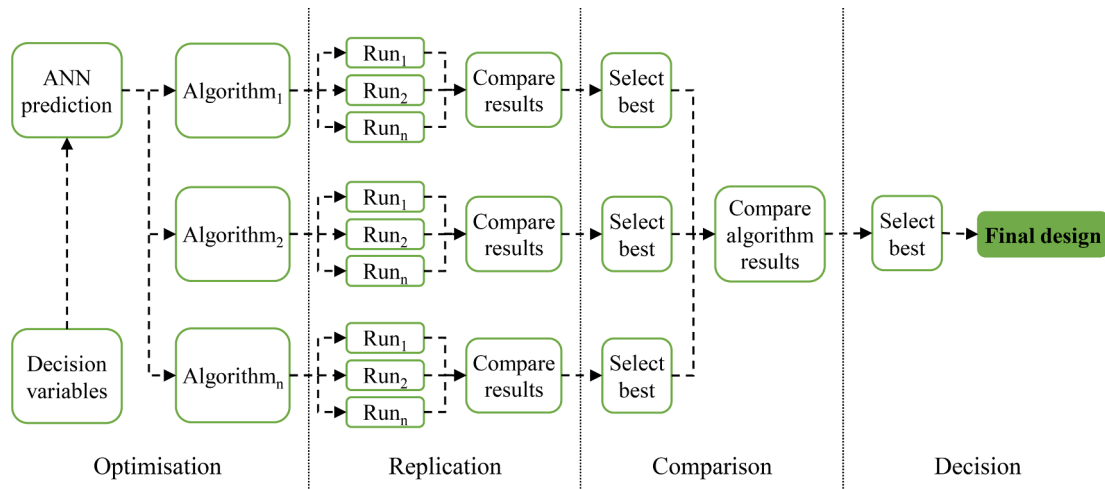 ANN
prediction
Decision
variables
Algorithm₁
Algorithm₂
Algorithmₙ
Run₁
Run₂
Runₙ
Compare
results
Select
best
Run₁
Run₂
Runₙ
Compare
results
Select
best
Run₁
Run₂
Runₙ
Compare
results
Select
best
Compare
algorithm
results
Select
best
Final design
Optimisation
Replication
Comparison
Decision